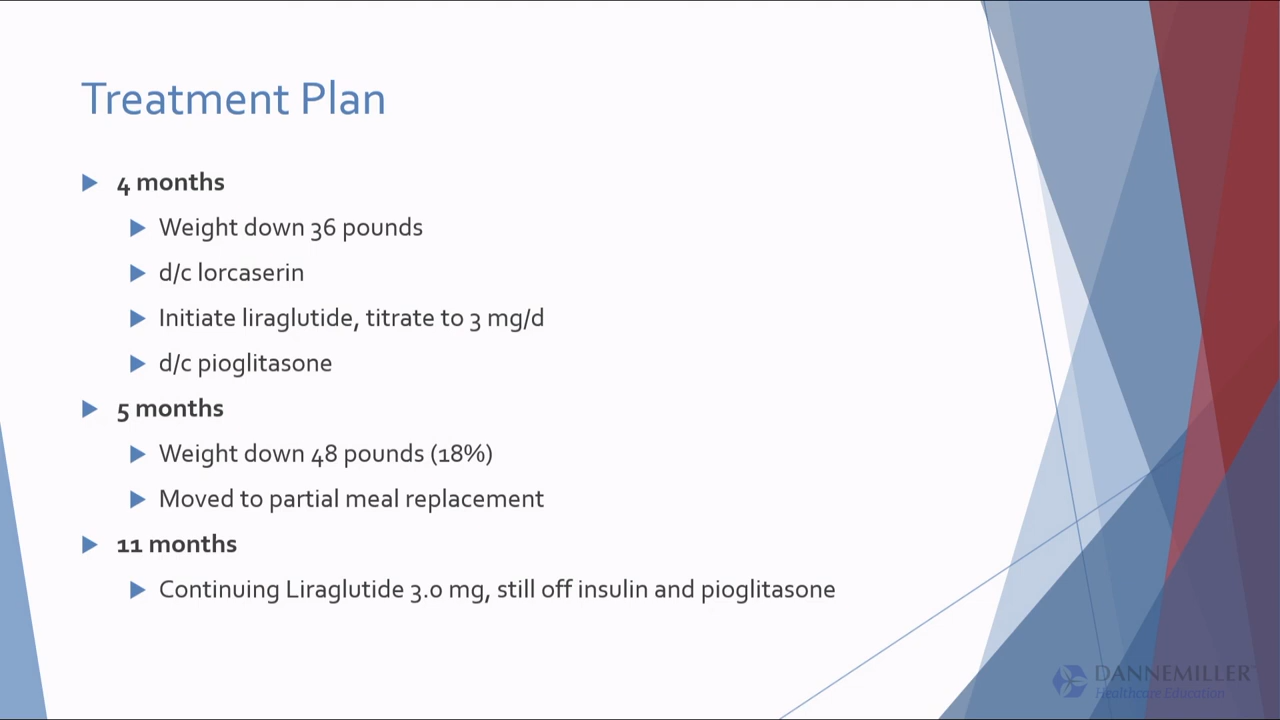 Treatment Plan
4 months
Weight down 36 pounds
d/c lorcaserin
Initiate liraglutide, titrate to 3 mg/d
d/c pioglitasone
5 months
Weight down 48 pounds (18%)
Moved to partial meal replacement
11 months
Continuing Liraglutide 3.0 mg, still off insulin and pioglitasone
DANNEMILLER
Healthcare Education